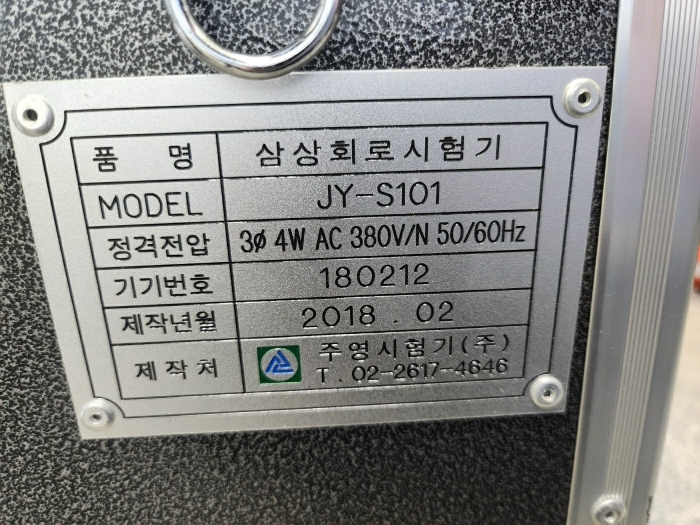 품 명 삼상회로시험기
MODEL JY-S101
정격전압 3ø 4W AC 380V/N 50/60Hz
기기번호 180212
제작년월 2018 . 02
제작처 주영시험기(주)
T. 02-2617-4646